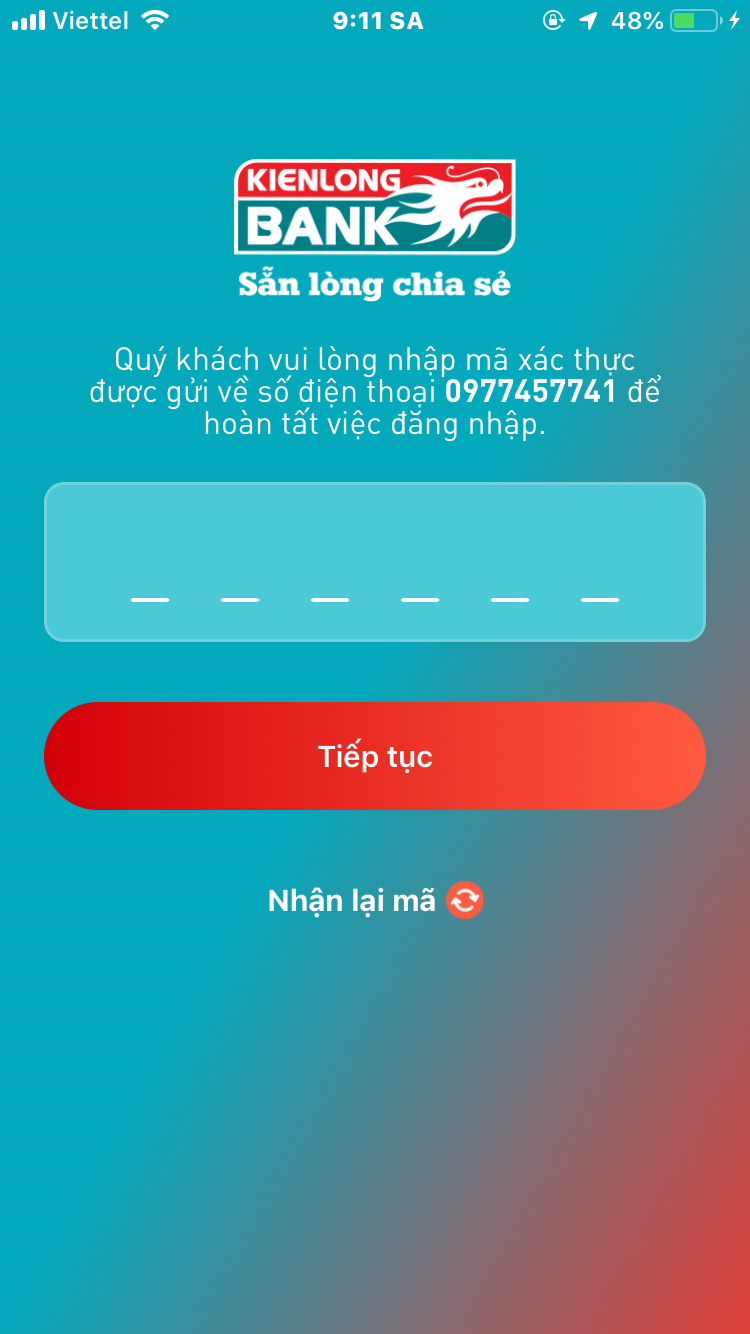 Viettel 9:11 SA 48%
KIENLONG
BANK
Sẵn lòng chia sẻ
Quý khách vui lòng nhập mã xác thực
được gửi về số điện thoại 0977457741 để
hoàn tất việc đăng nhập.
Tiếp tục
Nhận lại mã